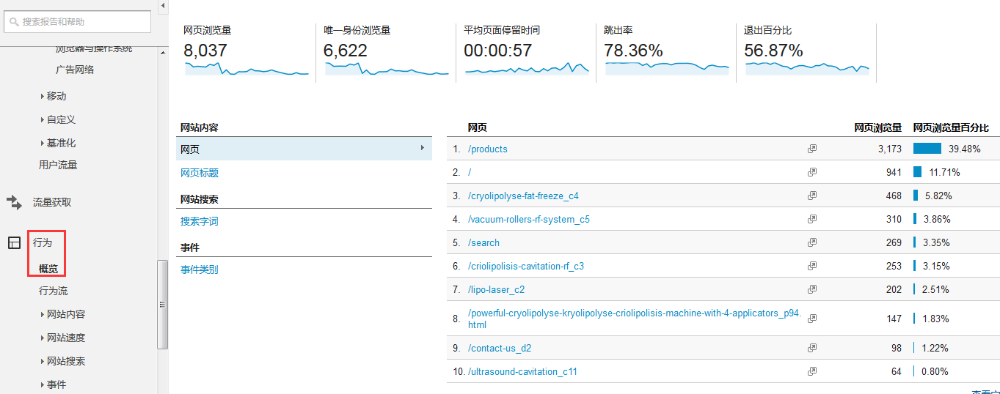 搜索报告和帮助
浏览器与操作系统
广告网络
移动
自定义
基准化
用户流量
流量获取
行为
概览
行为流
网站内容
网站速度
网站搜索
事件
网页浏览量
8,037
唯一身份浏览量
6,622
平均页面停留时间
00:00:57
跳出率
78.36%
退出百分比
56.87%
网站内容
网页
网页标题
网站搜索
搜索字词
事件
事件类别
网页 网页浏览量 网页浏览量百分比
1. /products 3,173 39.48%
2. / 941 11.71%
3. /cryolipolyse-fat-freeze_c4 468 5.82%
4. /vacuum-rollers-rf-system_c5 310 3.86%
5. /search 269 3.35%
6. /criolipolisis-cavitation-rf_c3 253 3.15%
7. /lipo-laser_c2 202 2.51%
8. /powerful-cryolipolyse-kryolipolyse-criolipolisis-machine-with-4-applicators_p94. 147 1.83%
html
9. /contact-us_d2 98 1.22%
10. /ultrasound-cavitation_c11 64 0.80%